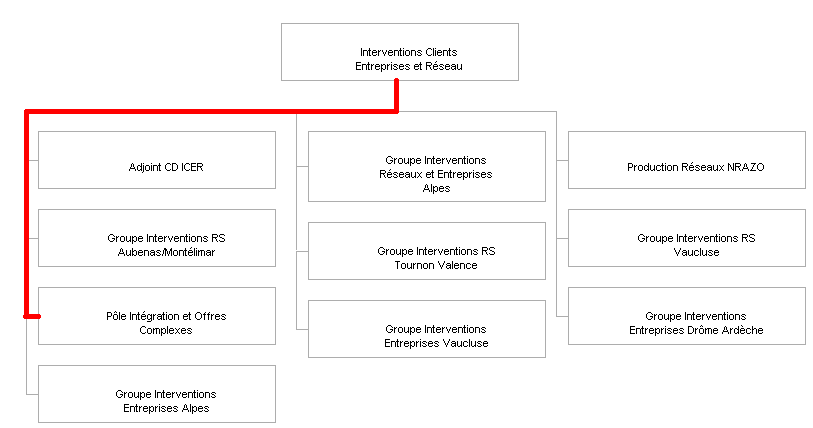 Interventions Clients
Entreprises et Réseau
Adjoint CD ICER
Groupe Interventions
Réseaux et Entreprises
Alpes
Production Réseaux NRAZO
Groupe Interventions RS
Aubenas/Montélimar
Groupe Interventions RS
Tournon Valence
Groupe Interventions RS
Vaucluse
Pôle Intégration et Offres
Complexes
Groupe Interventions
Entreprises Vaucluse
Groupe Interventions
Entreprises Drôme Ardèche
Groupe Interventions
Entreprises Alpes